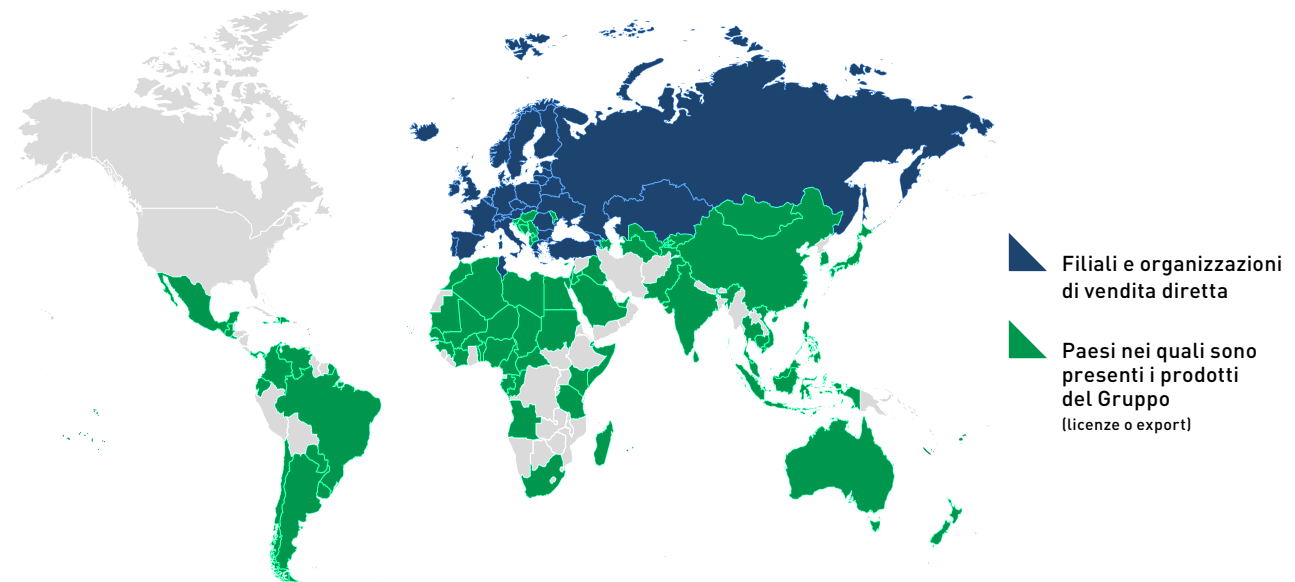 Filiali e organizzazioni
di vendita diretta
Paesi nei quali sono
presenti i prodotti
del Gruppo
(licenze o export)